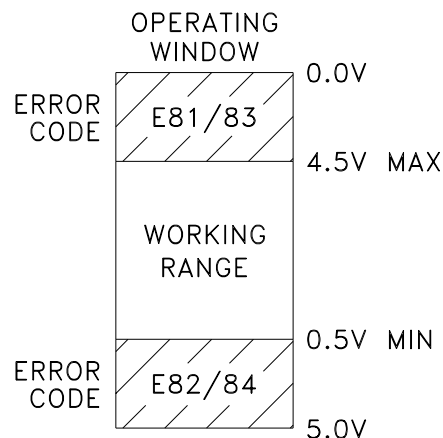 OPERATING
WINDOW
0.0V
ERROR
CODE
E81/83
4.5V MAX
WORKING
RANGE
0.5V MIN
ERROR
CODE
E82/84
5.0V